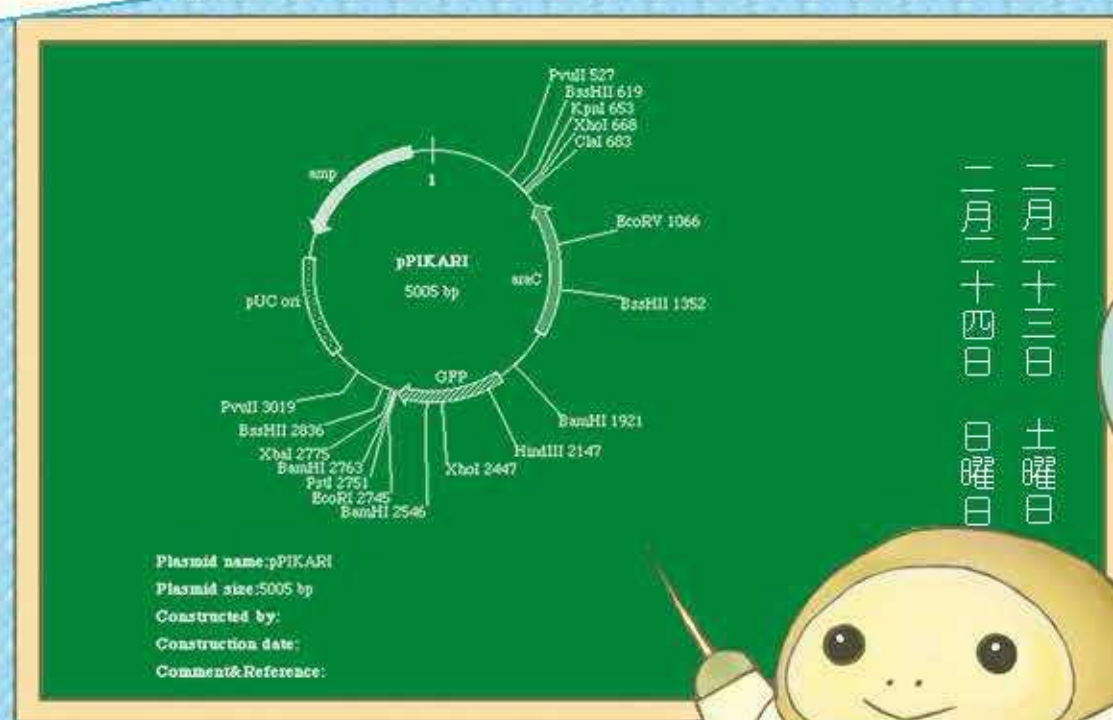 PvuII 527
BssHII 619
KpnI 653
XhoI 668
ClaI 683
EcoRV 1066
araC
BssHII 1352
BamHI 1921
HindIII 2147
XhoI 2447
GFP
BamHI 2546
EcoRI 2745
PstI 2751
BamHI 2763
XbaI 2775
BssHII 2836
PvuII 3019
pUC ori
amp
1
pPIKARI
5005 bp
Plasmid name:pPIKARI
Plasmid size:5005 bp
Constructed by:
Construction date:
Comment&Reference:
二月二十三日 土曜日
二月二十四日 日曜日